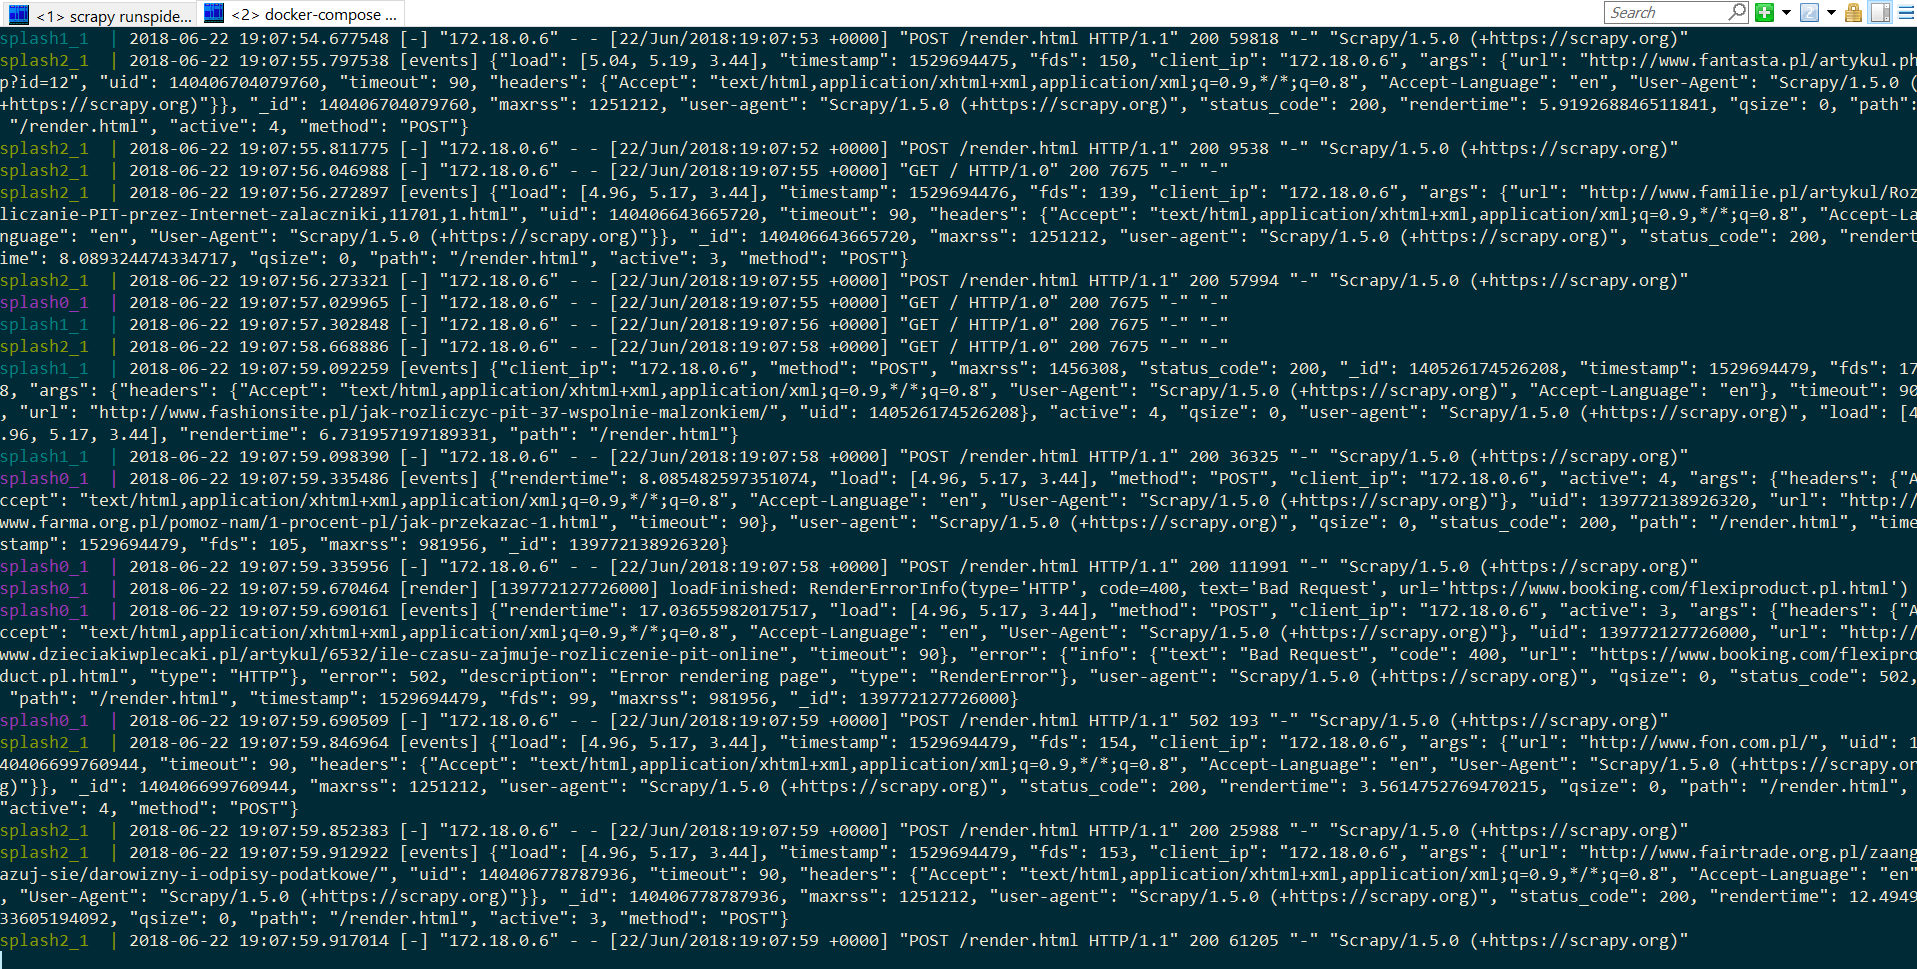 <1> scrapy runspide... <2> docker-compose ... Search
splash1_1 | 2018-06-22 19:07:54.677548 [-] "172.18.0.6" - - [22/Jun/2018:19:07:53 +0000] "POST /render.html HTTP/1.1" 200 59818 "-" "Scrapy/1.5.0 (+https://scrapy.org)"
splash2_1 | 2018-06-22 19:07:55.797538 [events] {"load": [5.04, 5.19, 3.44], "timestamp": 1529694475, "fds": 150, "client_ip": "172.18.0.6", "args": {"url": "http://www.fantasta.pl/artykul.ph
p?id=12", "uid": 140406704079760, "timeout": 90, "headers": {"Accept": "text/html,application/xhtml+xml,application/xml;q=0.9,*/*;q=0.8", "Accept-Language": "en", "User-Agent": "Scrapy/1.5.0 (
+https://scrapy.org)"}}, "_id": 140406704079760, "maxrss": 1251212, "user-agent": "Scrapy/1.5.0 (+https://scrapy.org)", "status_code": 200, "rendertime": 5.919268846511841, "qsize": 0, "path":
"/render.html", "active": 4, "method": "POST"}
splash2_1 | 2018-06-22 19:07:55.811775 [-] "172.18.0.6" - - [22/Jun/2018:19:07:52 +0000] "POST /render.html HTTP/1.1" 200 9538 "-" "Scrapy/1.5.0 (+https://scrapy.org)"
splash2_1 | 2018-06-22 19:07:56.046988 [-] "172.18.0.6" - - [22/Jun/2018:19:07:55 +0000] "GET / HTTP/1.0" 200 7675 "-" "-"
splash2_1 | 2018-06-22 19:07:56.272897 [events] {"load": [4.96, 5.17, 3.44], "timestamp": 1529694476, "fds": 139, "client_ip": "172.18.0.6", "args": {"url": "http://www.familie.pl/artykul/Roz
liczanie-PIT-przez-Internet-zalaczniki,11701,1.html", "uid": 140406643665720, "timeout": 90, "headers": {"Accept": "text/html,application/xhtml+xml,application/xml;q=0.9,*/*;q=0.8", "Accept-La
nguage": "en", "User-Agent": "Scrapy/1.5.0 (+https://scrapy.org)"}}, "_id": 140406643665720, "maxrss": 1251212, "user-agent": "Scrapy/1.5.0 (+https://scrapy.org)", "status_code": 200, "rendert
ime": 8.089324474334717, "qsize": 0, "path": "/render.html", "active": 3, "method": "POST"}
splash2_1 | 2018-06-22 19:07:56.273321 [-] "172.18.0.6" - - [22/Jun/2018:19:07:55 +0000] "POST /render.html HTTP/1.1" 200 57994 "-" "Scrapy/1.5.0 (+https://scrapy.org)"
splash0_1 | 2018-06-22 19:07:57.029965 [-] "172.18.0.6" - - [22/Jun/2018:19:07:55 +0000] "GET / HTTP/1.0" 200 7675 "-" "-"
splash1_1 | 2018-06-22 19:07:57.302848 [-] "172.18.0.6" - - [22/Jun/2018:19:07:56 +0000] "GET / HTTP/1.0" 200 7675 "-" "-"
splash2_1 | 2018-06-22 19:07:58.668886 [-] "172.18.0.6" - - [22/Jun/2018:19:07:58 +0000] "GET / HTTP/1.0" 200 7675 "-" "-"
splash1_1 | 2018-06-22 19:07:59.092259 [events] {"client_ip": "172.18.0.6", "method": "POST", "maxrss": 1456308, "status_code": 200, "_id": 140526174526208, "timestamp": 1529694479, "fds": 17
8, "args": {"headers": {"Accept": "text/html,application/xhtml+xml,application/xml;q=0.9,*/*;q=0.8", "User-Agent": "Scrapy/1.5.0 (+https://scrapy.org)", "Accept-Language": "en"}, "timeout": 90
, "url": "http://www.fashionsite.pl/jak-rozliczyc-pit-37-wspolnie-malzonkiem/", "uid": 140526174526208}, "active": 4, "qsize": 0, "user-agent": "Scrapy/1.5.0 (+https://scrapy.org)", "load": [4
.96, 5.17, 3.44], "rendertime": 6.731957197189331, "path": "/render.html"}
splash1_1 | 2018-06-22 19:07:59.098390 [-] "172.18.0.6" - - [22/Jun/2018:19:07:58 +0000] "POST /render.html HTTP/1.1" 200 36325 "-" "Scrapy/1.5.0 (+https://scrapy.org)"
splash0_1 | 2018-06-22 19:07:59.335486 [events] {"rendertime": 8.085482597351074, "load": [4.96, 5.17, 3.44], "method": "POST", "client_ip": "172.18.0.6", "active": 4, "args": {"headers": {"A
ccept": "text/html,application/xhtml+xml,application/xml;q=0.9,*/*;q=0.8", "Accept-Language": "en", "User-Agent": "Scrapy/1.5.0 (+https://scrapy.org)"}, "uid": 139772138926320, "url": "http://
www.farma.org.pl/pomoz-nam/1-procent-pl/jak-przekazac-1.html", "timeout": 90}, "user-agent": "Scrapy/1.5.0 (+https://scrapy.org)", "qsize": 0, "status_code": 200, "path": "/render.html", "time
stamp": 1529694479, "fds": 105, "maxrss": 981956, "_id": 139772138926320}
splash0_1 | 2018-06-22 19:07:59.335956 [-] "172.18.0.6" - - [22/Jun/2018:19:07:58 +0000] "POST /render.html HTTP/1.1" 200 111991 "-" "Scrapy/1.5.0 (+https://scrapy.org)"
splash0_1 | 2018-06-22 19:07:59.670464 [render] [139772127726000] loadFinished: RenderErrorInfo(type='HTTP', code=400, text='Bad Request', url='https://www.booking.com/flexiproduct.pl.html')
splash0_1 | 2018-06-22 19:07:59.690161 [events] {"rendertime": 17.03655982017517, "load": [4.96, 5.17, 3.44], "method": "POST", "client_ip": "172.18.0.6", "active": 3, "args": {"headers": {"A
ccept": "text/html,application/xhtml+xml,application/xml;q=0.9,*/*;q=0.8", "Accept-Language": "en", "User-Agent": "Scrapy/1.5.0 (+https://scrapy.org)"}, "uid": 139772127726000, "url": "http://
www.dzieciakiwplecaki.pl/artykul/6532/ile-czasu-zajmuje-rozliczenie-pit-online", "timeout": 90}, "error": {"info": {"text": "Bad Request", "code": 400, "url": "https://www.booking.com/flexipro
duct.pl.html", "type": "HTTP"}, "error": 502, "description": "Error rendering page", "type": "RenderError"}, "user-agent": "Scrapy/1.5.0 (+https://scrapy.org)", "qsize": 0, "status_code": 502,
"path": "/render.html", "timestamp": 1529694479, "fds": 99, "maxrss": 981956, "_id": 139772127726000}
splash0_1 | 2018-06-22 19:07:59.690509 [-] "172.18.0.6" - - [22/Jun/2018:19:07:59 +0000] "POST /render.html HTTP/1.1" 502 193 "-" "Scrapy/1.5.0 (+https://scrapy.org)"
splash2_1 | 2018-06-22 19:07:59.846964 [events] {"load": [4.96, 5.17, 3.44], "timestamp": 1529694479, "fds": 154, "client_ip": "172.18.0.6", "args": {"url": "http://www.fon.com.pl/", "uid": 1
40406699760944, "timeout": 90, "headers": {"Accept": "text/html,application/xhtml+xml,application/xml;q=0.9,*/*;q=0.8", "Accept-Language": "en", "User-Agent": "Scrapy/1.5.0 (+https://scrapy.or
g)"}}, "_id": 140406699760944, "maxrss": 1251212, "user-agent": "Scrapy/1.5.0 (+https://scrapy.org)", "status_code": 200, "rendertime": 3.5614752769470215, "qsize": 0, "path": "/render.html",
"active": 4, "method": "POST"}
splash2_1 | 2018-06-22 19:07:59.852383 [-] "172.18.0.6" - - [22/Jun/2018:19:07:59 +0000] "POST /render.html HTTP/1.1" 200 25988 "-" "Scrapy/1.5.0 (+https://scrapy.org)"
splash2_1 | 2018-06-22 19:07:59.912922 [events] {"load": [4.96, 5.17, 3.44], "timestamp": 1529694479, "fds": 153, "client_ip": "172.18.0.6", "args": {"url": "http://www.fairtrade.org.pl/zaang
azuj-sie/darowizny-i-odpisy-podatkowe/", "uid": 140406778787936, "timeout": 90, "headers": {"Accept": "text/html,application/xhtml+xml,application/xml;q=0.9,*/*;q=0.8", "Accept-Language": "en"
, "User-Agent": "Scrapy/1.5.0 (+https://scrapy.org)"}}, "_id": 140406778787936, "maxrss": 1251212, "user-agent": "Scrapy/1.5.0 (+https://scrapy.org)", "status_code": 200, "rendertime": 12.4949
33605194092, "qsize": 0, "path": "/render.html", "active": 3, "method": "POST"}
splash2_1 | 2018-06-22 19:07:59.917014 [-] "172.18.0.6" - - [22/Jun/2018:19:07:59 +0000] "POST /render.html HTTP/1.1" 200 61205 "-" "Scrapy/1.5.0 (+https://scrapy.org)"